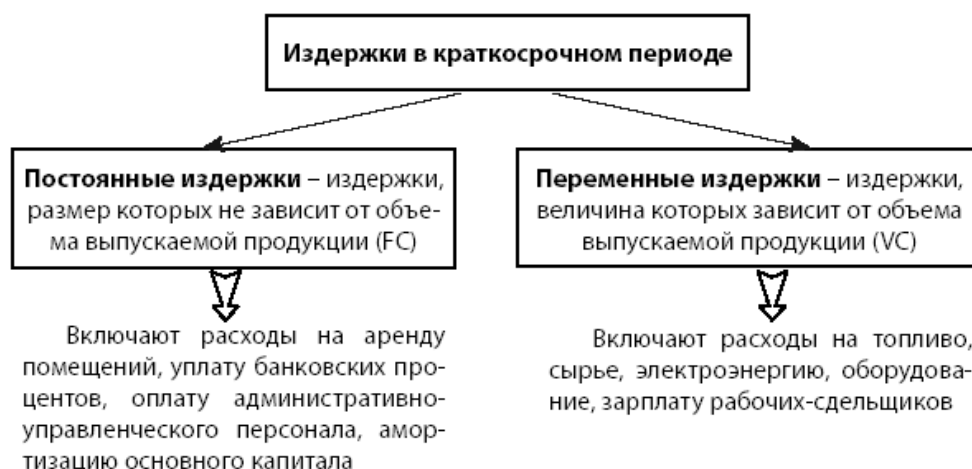 Издержки в краткосрочном периоде
Постоянные издержки – издержки,
размер которых не зависит от объе-
ма выпускаемой продукции (FC)
Переменные издержки – издержки,
величина которых зависит от объема
выпускаемой продукции (VC)
Включают расходы на аренду
помещений, уплату банковских про-
центов, оплату административно-
управленческого персонала, амор-
тизацию основного капитала
Включают расходы на топливо,
сырье, электроэнергию, оборудова-
ние, зарплату рабочих-сдельщиков